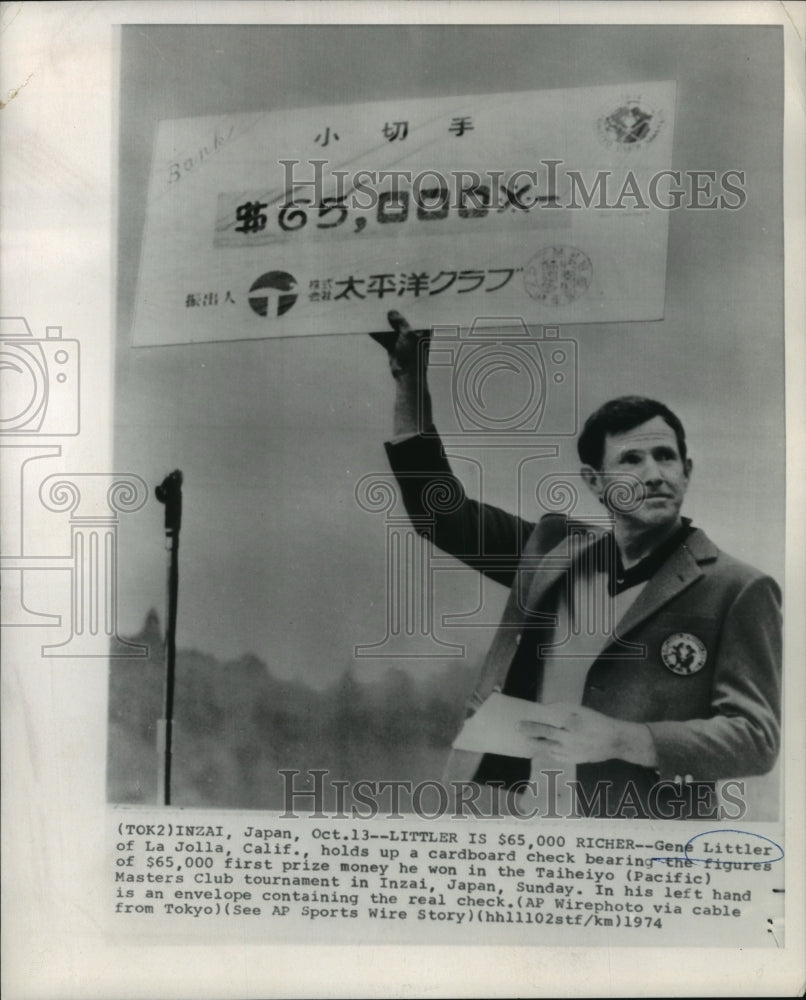 Bank
小切手
$65,000※—
振出人 株式会社 太平洋クラブ
HISTORIC IMAGES
HISTORIC IMAGES
(TOK2)INZAI, Japan, Oct.13--LITTLER IS $65,000 RICHER--Gene Littler
of La Jolla, Calif., holds up a cardboard check bearing the figures
of $65,000 first prize money he won in the Taiheiyo (Pacific)
Masters Club tournament in Inzai, Japan, Sunday. In his left hand
is an envelope containing the real check.(AP Wirephoto via cable
from Tokyo)(See AP Sports Wire Story)(hhl1102stf/km)1974